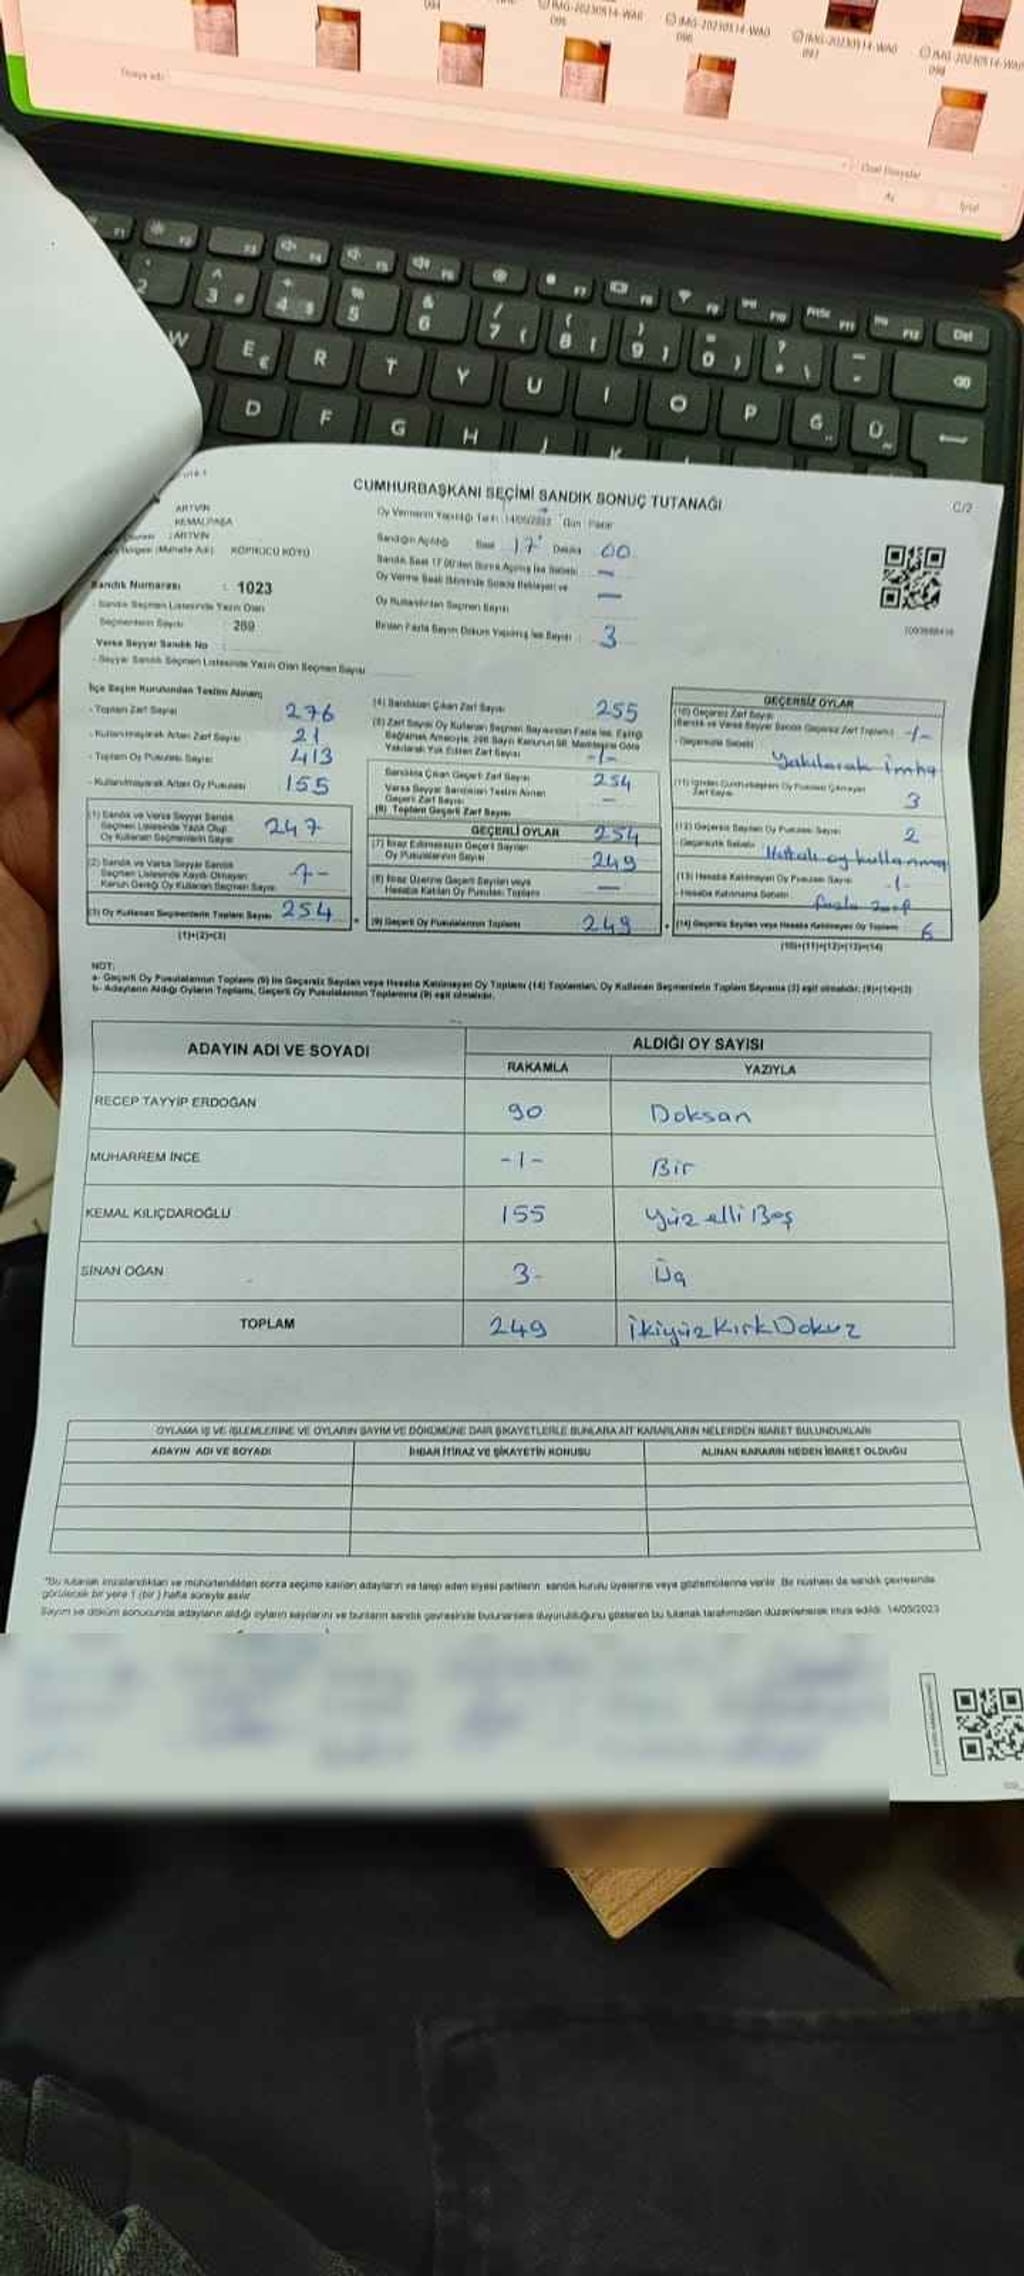 IMG-20230514-WA0
096
IMG-20230514-WA0
097
IMG-20230514-WA0
098
Dosya adı
Özel Dosyalar
Aç
İptal
F1 F2 F3 F4 F5 F6 F7 F8 F9 F10 F11 F12 Del
2 3 4 5 6 7 8 9 0
W E € R T Y U I O P Ğ Ü
D F G H J K
CUMHURBAŞKANI SEÇİMİ SANDIK SONUÇ TUTANAĞI
C/2
ARTVİN
KEMALPAŞA
ARTVİN
KÖPRÜCÜ KÖYÜ
Oy Vermenin Yapıldığı Tarih: 14/05/2023 Gün: Pazar
Sandığın Açıldığı Saat 17 Dakika 00
Sandık Saat 17.00'den Sonra Açılmış İse Sebebi: —
Oy Verme Saati Bitiminde Sırada Bekleyen ve
Oy Kullandırılan Seçmen Sayısı —
Birden Fazla Sayım Döküm Yapılmış İse Sayısı: 3
Sandık Numarası : 1023
Sandık Seçmen Listesinde Yazılı Olan
Seçmenlerin Sayısı 269
Varsa Seyyar Sandık No :
- Seyyar Sandık Seçmen Listesinde Yazılı Olan Seçmen Sayısı
İlçe Seçim Kurulundan Teslim Alınan;
- Toplam Zarf Sayısı 276
- Kullanılmayarak Artan Zarf Sayısı 21
- Toplam Oy Pusulası Sayısı 413
- Kullanılmayarak Artan Oy Pusulası 155
(1) Sandık ve Varsa Seyyar Sandık
Seçmen Listesinde Yazılı Olup
Oy Kullanan Seçmenlerin Sayısı 247
(2) Sandık ve Varsa Seyyar Sandık
Seçmen Listesinde Kaydı Olmayan
Kanun Gereği Oy Kullanan Seçmen Sayısı 7-
(3) Oy Kullanan Seçmenlerin Toplam Sayısı 254
(1)+(2)=(3)
(4) Sandıktan Çıkan Zarf Sayısı 255
(5) Zarf Sayısı Oy Kullanan Seçmen Sayısından Fazla ise, Eşitliği
Sağlamak Amacıyla, 298 Sayılı Kanunun 98. Maddesine Göre
Yakılarak Yok Edilen Zarf Sayısı -1-
Sandıkta Çıkan Geçerli Zarf Sayısı 254
Varsa Seyyar Sandıktan Teslim Alınan
Geçerli Zarf Sayısı —
(6) Toplam Geçerli Zarf Sayısı 254
GEÇERLİ OYLAR
(7) İtiraz Edilmeksizin Geçerli Sayılan
Oy Pusulalarının Sayısı 249
(8) İtiraz Üzerine Geçerli Sayılan veya
Hesaba Katılan Oy Pusulası Toplamı —
(9) Geçerli Oy Pusulalarının Toplamı 249
GEÇERSİZ OYLAR
(10) Geçersiz Zarf Sayısı
(Sandık ve Varsa Seyyar Sandık Geçersiz Zarf Toplamı) -1-
- Geçersizlik Sebebi Yakılarak imha
(11) İçinden Cumhurbaşkanı Oy Pusulası Çıkmayan
Zarf Sayısı 3
(12) Geçersiz Sayılan Oy Pusulası Sayısı 2
- Geçersizlik Sebebi Hatalı oy kullanma
(13) Hesaba Katılmayan Oy Pusulası Sayısı -1-
- Hesaba Katılmama Sebebi fazla zarf
(14) Geçersiz Sayılan veya Hesaba Katılmayan Oy Toplamı 6
(10)+(11)+(12)+(13)=(14)
NOT:
a- Geçerli Oy Pusulalarının Toplamı (9) ile Geçersiz Sayılan veya Hesaba Katılmayan Oy Toplamı (14) Toplamları, Oy Kullanan Seçmenlerin Toplam Sayısına (3) eşit olmalıdır. (9)+(14)=(3)
b- Adayların Aldığı Oyların Toplamı, Geçerli Oy Pusulalarının Toplamına (9) eşit olmalıdır.
ADAYIN ADI VE SOYADI
ALDIĞI OY SAYISI
RAKAMLA YAZIYLA
RECEP TAYYİP ERDOĞAN 90 Doksan
MUHARREM İNCE -1- Bir
KEMAL KILIÇDAROĞLU 155 Yüz elli Beş
SİNAN OĞAN 3- Üç
TOPLAM 249 İkiyüz Kırk Dokuz
OYLAMA İŞ VE İŞLEMLERİNE VE OYLARIN SAYIM VE DÖKÜMÜNE DAİR ŞİKAYETLERLE BUNLARA AİT KARARLARIN NELERDEN İBARET BULUNDUKLARI
ADAYIN ADI VE SOYADI İHBAR İTİRAZ VE ŞİKAYETİN KONUSU ALINAN KARARIN NEDEN İBARET OLDUĞU
"Bu tutanak imzalandıktan ve mühürlendikten sonra seçime katılan adayların ve talep eden siyasi partilerin sandık kurulu üyelerine veya gözlemcilerine verilir. Bir nüshası da sandık çevresinde
görülecek bir yere 1 (bir) hafta süreyle asılır.
Sayım ve döküm sonucunda adayların aldığı oyların sayılarını ve bunların sandık çevresinde bulunanlara duyurulduğunu gösteren bu tutanak tarafımızdan düzenlenerek imza edildi. 14/05/2023